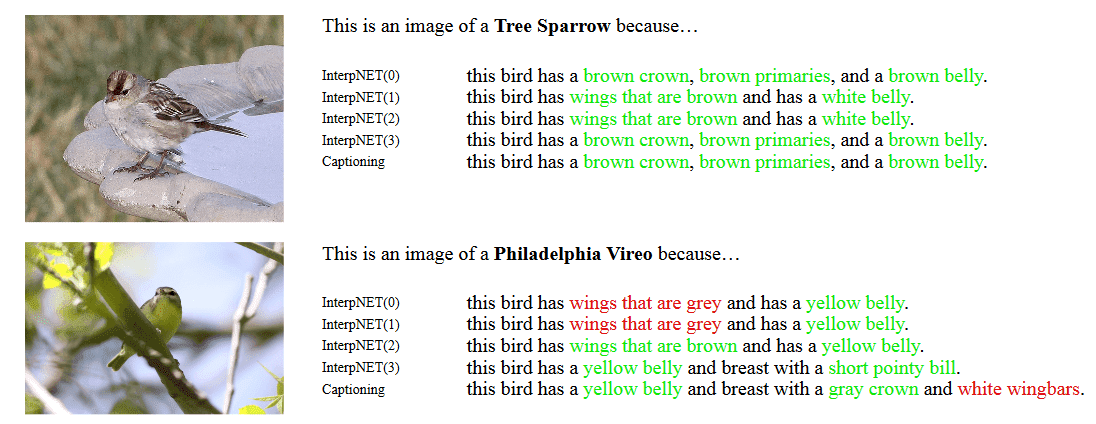 This is an image of a Tree Sparrow because…
InterpNET(0) this bird has a brown crown, brown primaries, and a brown belly.
InterpNET(1) this bird has wings that are brown and has a white belly.
InterpNET(2) this bird has wings that are brown and has a white belly.
InterpNET(3) this bird has a brown crown, brown primaries, and a brown belly.
Captioning this bird has a brown crown, brown primaries, and a brown belly.
This is an image of a Philadelphia Vireo because…
InterpNET(0) this bird has wings that are grey and has a yellow belly.
InterpNET(1) this bird has wings that are grey and has a yellow belly.
InterpNET(2) this bird has wings that are brown and has a yellow belly.
InterpNET(3) this bird has a yellow belly and breast with a short pointy bill.
Captioning this bird has a yellow belly and breast with a gray crown and white wingbars.